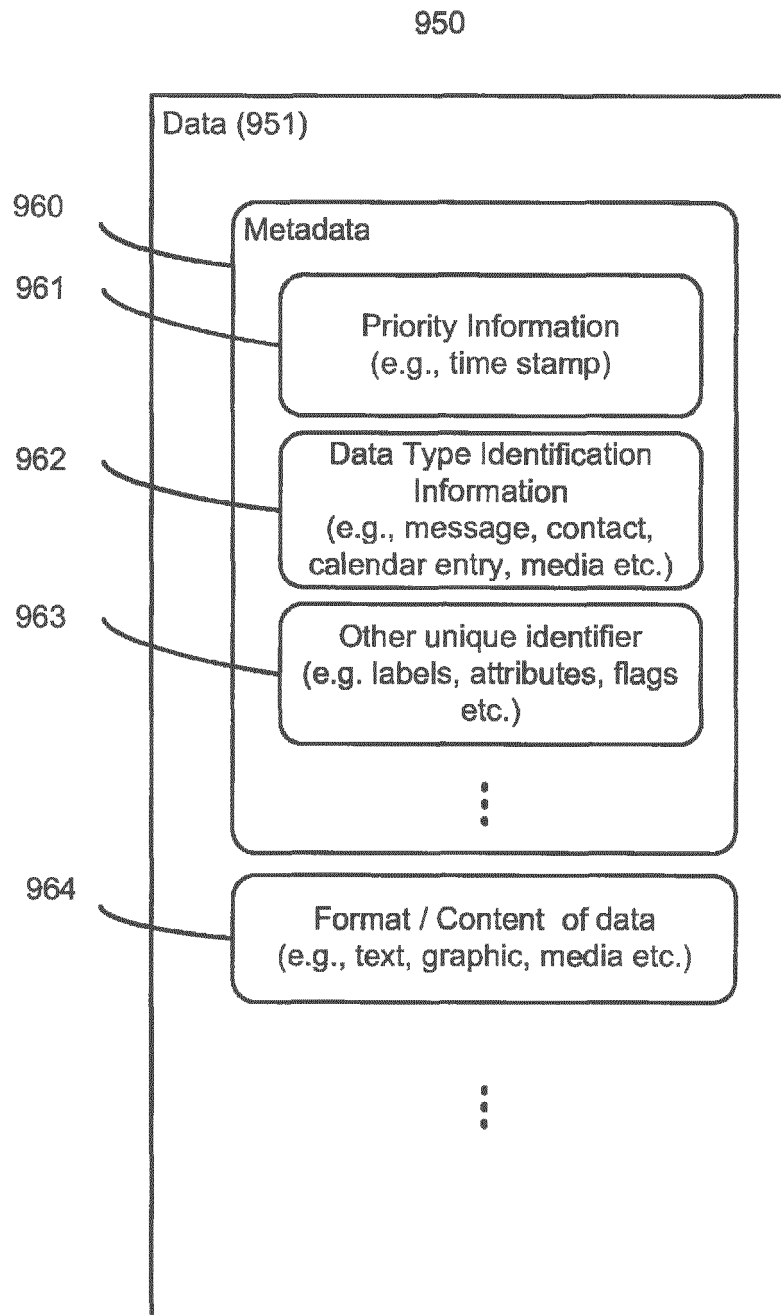 950
Data (951)
960
Metadata
961
Priority Information
(e.g., time stamp)
962
Data Type Identification
Information
(e.g., message, contact,
calendar entry, media etc.)
963
Other unique identifier
(e.g. labels, attributes, flags
etc.)
964
Format / Content of data
(e.g., text, graphic, media etc.)